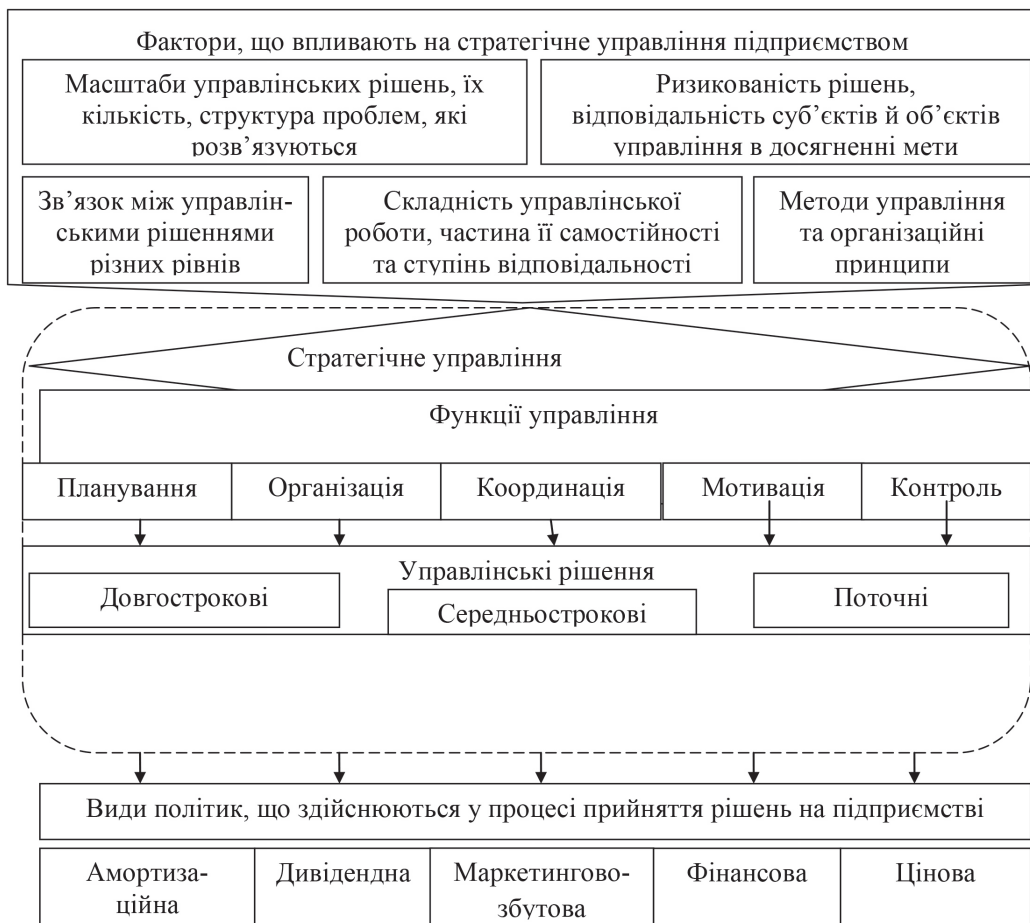 Фактори, що впливають на стратегічне управління підприємством
Масштаби управлінських рішень, їх
кількість, структура проблем, які
розв’язуються
Ризикованість рішень,
відповідальність суб’єктів й об’єктів
управління в досягненні мети
Зв’язок між управлін-
ськими рішеннями
різних рівнів
Складність управлінської
роботи, частина її самостійності
та ступінь відповідальності
Методи управління
та організаційні
принципи
Стратегічне управління
Функції управління
Планування
Організація
Координація
Мотивація
Контроль
Управлінські рішення
Довгострокові
Середньострокові
Поточні
Види політик, що здійснюються у процесі прийняття рішень на підприємстві
Амортиза-
ційна
Дивідендна
Маркетингово-
збутова
Фінансова
Цінова